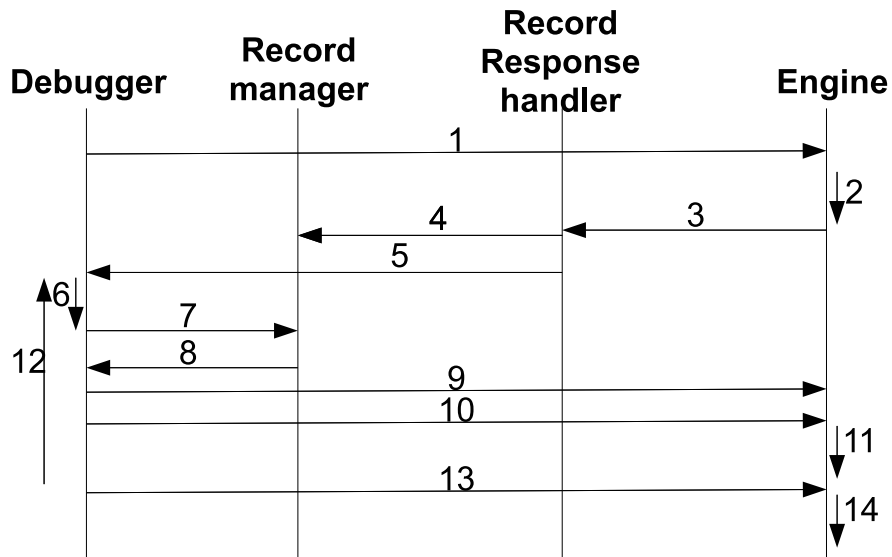 Debugger
Record
manager
Record
Response
handler
Engine
1
2
3
4
5
6
7
8
12
9
10
11
13
14